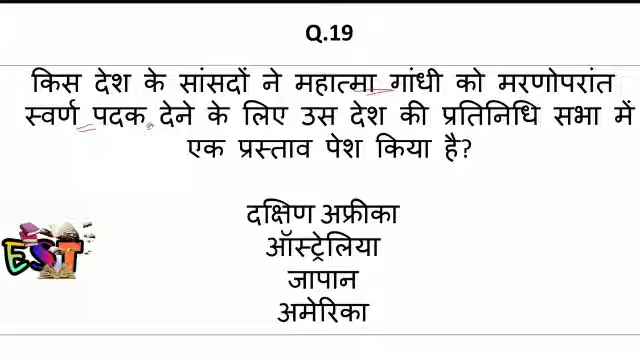 Q.19
किस देश के सांसदों ने महात्मा गांधी को मरणोपरांत
स्वर्ण पदक देने के लिए उस देश की प्रतिनिधि सभा में
एक प्रस्ताव पेश किया है?
दक्षिण अफ्रीका
ऑस्ट्रेलिया
जापान
अमेरिका
EST